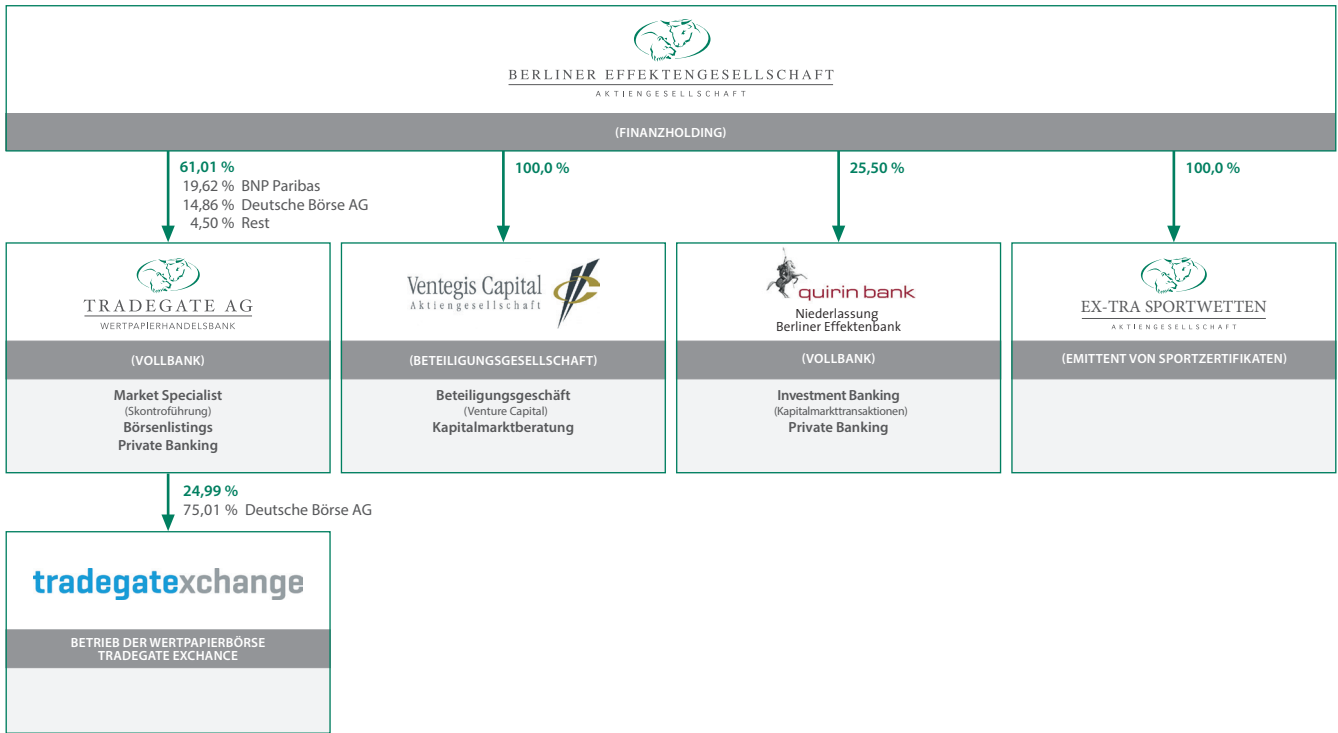 BERLINER EFFEKTENGESELLSCHAFT
AKTIENGESELLSCHAFT
(FINANZHOLDING)
61,01 %
19,62 % BNP Paribas
14,86 % Deutsche Börse AG
4,50 % Rest
100,0 %
25,50 %
100,0 %
TRADEGATE AG
WERTPAPIERHANDELSBANK
(VOLLBANK)
Market Specialist
(Skontroführung)
Börsenlistings
Private Banking
Ventegis Capital
Aktiengesellschaft
(BETEILIGUNGSGESELLSCHAFT)
Beteiligungsgeschäft
(Venture Capital)
Kapitalmarktberatung
quirin bank
Niederlassung
Berliner Effektenbank
(VOLLBANK)
Investment Banking
(Kapitalmarkttransaktionen)
Private Banking
EX-TRA SPORTWETTEN
AKTIENGESELLSCHAFT
(EMITTENT VON SPORTZERTIFIKATEN)
24,99 %
75,01 % Deutsche Börse AG
tradegatexchange
BETRIEB DER WERTPAPIERBÖRSE
TRADEGATE EXCHANCE